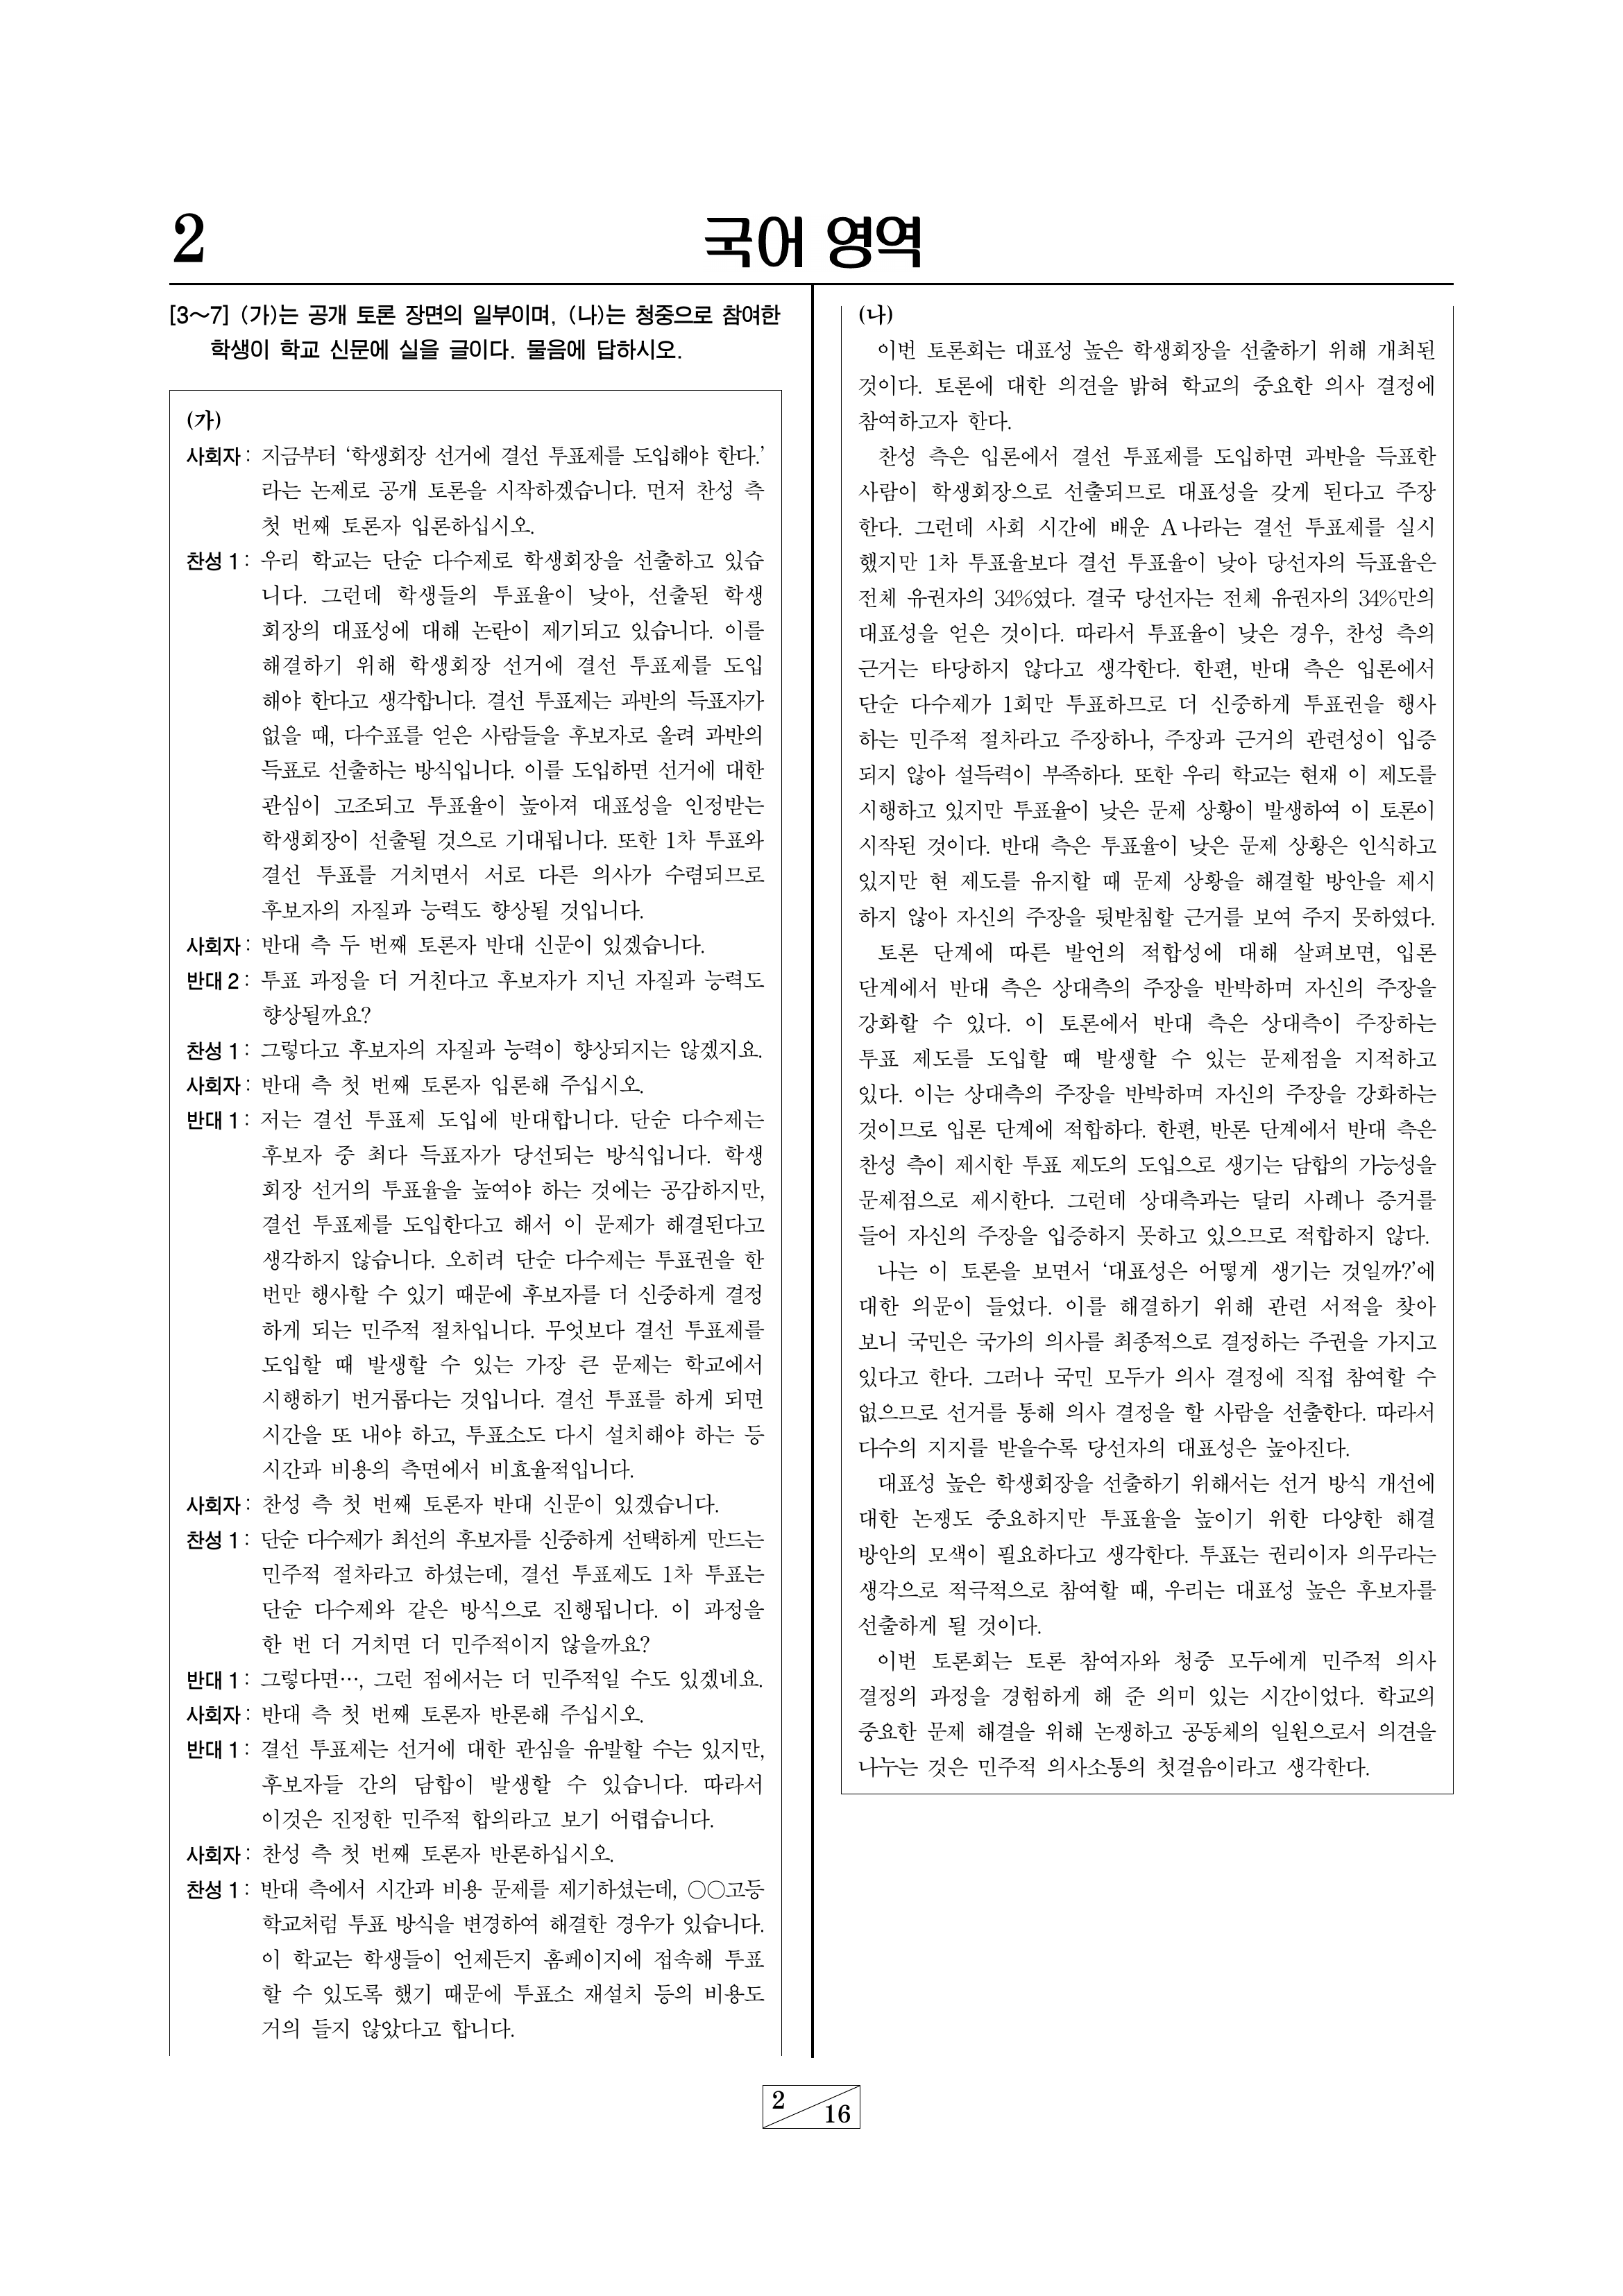 2
국어 영역
[3～7] (가)는 공개 토론 장면의 일부이며, (나)는 청중으로 참여한
학생이 학교 신문에 실을 글이다. 물음에 답하시오.
(가)
사회자 : 지금부터 ‘학생회장 선거에 결선 투표제를 도입해야 한다.’
라는 논제로 공개 토론을 시작하겠습니다. 먼저 찬성 측
첫 번째 토론자 입론하십시오.
찬성 1 : 우리 학교는 단순 다수제로 학생회장을 선출하고 있습
니다. 그런데 학생들의 투표율이 낮아, 선출된 학생
회장의 대표성에 대해 논란이 제기되고 있습니다. 이를
해결하기 위해 학생회장 선거에 결선 투표제를 도입
해야 한다고 생각합니다. 결선 투표제는 과반의 득표자가
없을 때, 다수표를 얻은 사람들을 후보자로 올려 과반의
득표로 선출하는 방식입니다. 이를 도입하면 선거에 대한
관심이 고조되고 투표율이 높아져 대표성을 인정받는
학생회장이 선출될 것으로 기대됩니다. 또한 1차 투표와
결선 투표를 거치면서 서로 다른 의사가 수렴되므로
후보자의 자질과 능력도 향상될 것입니다.
사회자 : 반대 측 두 번째 토론자 반대 신문이 있겠습니다.
반대 2 : 투표 과정을 더 거친다고 후보자가 지닌 자질과 능력도
향상될까요?
찬성 1 : 그렇다고 후보자의 자질과 능력이 향상되지는 않겠지요.
사회자 : 반대 측 첫 번째 토론자 입론해 주십시오.
반대 1 : 저는 결선 투표제 도입에 반대합니다. 단순 다수제는
후보자 중 최다 득표자가 당선되는 방식입니다. 학생
회장 선거의 투표율을 높여야 하는 것에는 공감하지만,
결선 투표제를 도입한다고 해서 이 문제가 해결된다고
생각하지 않습니다. 오히려 단순 다수제는 투표권을 한
번만 행사할 수 있기 때문에 후보자를 더 신중하게 결정
하게 되는 민주적 절차입니다. 무엇보다 결선 투표제를
도입할 때 발생할 수 있는 가장 큰 문제는 학교에서
시행하기 번거롭다는 것입니다. 결선 투표를 하게 되면
시간을 또 내야 하고, 투표소도 다시 설치해야 하는 등
시간과 비용의 측면에서 비효율적입니다.
사회자 : 찬성 측 첫 번째 토론자 반대 신문이 있겠습니다.
찬성 1 : 단순 다수제가 최선의 후보자를 신중하게 선택하게 만드는
민주적 절차라고 하셨는데, 결선 투표제도 1차 투표는
단순 다수제와 같은 방식으로 진행됩니다. 이 과정을
한 번 더 거치면 더 민주적이지 않을까요?
반대 1 : 그렇다면…, 그런 점에서는 더 민주적일 수도 있겠네요.
사회자 : 반대 측 첫 번째 토론자 반론해 주십시오.
반대 1 : 결선 투표제는 선거에 대한 관심을 유발할 수는 있지만,
후보자들 간의 담합이 발생할 수 있습니다. 따라서
이것은 진정한 민주적 합의라고 보기 어렵습니다.
사회자 : 찬성 측 첫 번째 토론자 반론하십시오.
찬성 1 : 반대 측에서 시간과 비용 문제를 제기하셨는데, ○○고등
학교처럼 투표 방식을 변경하여 해결한 경우가 있습니다.
이 학교는 학생들이 언제든지 홈페이지에 접속해 투표
할 수 있도록 했기 때문에 투표소 재설치 등의 비용도
거의 들지 않았다고 합니다.
(나)
이번 토론회는 대표성 높은 학생회장을 선출하기 위해 개최된
것이다. 토론에 대한 의견을 밝혀 학교의 중요한 의사 결정에
참여하고자 한다.
찬성 측은 입론에서 결선 투표제를 도입하면 과반을 득표한
사람이 학생회장으로 선출되므로 대표성을 갖게 된다고 주장
한다. 그런데 사회 시간에 배운 A 나라는 결선 투표제를 실시
했지만 1차 투표율보다 결선 투표율이 낮아 당선자의 득표율은
전체 유권자의 34%였다. 결국 당선자는 전체 유권자의 34%만의
대표성을 얻은 것이다. 따라서 투표율이 낮은 경우, 찬성 측의
근거는 타당하지 않다고 생각한다. 한편, 반대 측은 입론에서
단순 다수제가 1회만 투표하므로 더 신중하게 투표권을 행사
하는 민주적 절차라고 주장하나, 주장과 근거의 관련성이 입증
되지 않아 설득력이 부족하다. 또한 우리 학교는 현재 이 제도를
시행하고 있지만 투표율이 낮은 문제 상황이 발생하여 이 토론이
시작된 것이다. 반대 측은 투표율이 낮은 문제 상황은 인식하고
있지만 현 제도를 유지할 때 문제 상황을 해결할 방안을 제시
하지 않아 자신의 주장을 뒷받침할 근거를 보여 주지 못하였다.
토론 단계에 따른 발언의 적합성에 대해 살펴보면, 입론
단계에서 반대 측은 상대측의 주장을 반박하며 자신의 주장을
강화할 수 있다. 이 토론에서 반대 측은 상대측이 주장하는
투표 제도를 도입할 때 발생할 수 있는 문제점을 지적하고
있다. 이는 상대측의 주장을 반박하며 자신의 주장을 강화하는
것이므로 입론 단계에 적합하다. 한편, 반론 단계에서 반대 측은
찬성 측이 제시한 투표 제도의 도입으로 생기는 담합의 가능성을
문제점으로 제시한다. 그런데 상대측과는 달리 사례나 증거를
들어 자신의 주장을 입증하지 못하고 있으므로 적합하지 않다.
나는 이 토론을 보면서 ‘대표성은 어떻게 생기는 것일까?’에
대한 의문이 들었다. 이를 해결하기 위해 관련 서적을 찾아
보니 국민은 국가의 의사를 최종적으로 결정하는 주권을 가지고
있다고 한다. 그러나 국민 모두가 의사 결정에 직접 참여할 수
없으므로 선거를 통해 의사 결정을 할 사람을 선출한다. 따라서
다수의 지지를 받을수록 당선자의 대표성은 높아진다.
대표성 높은 학생회장을 선출하기 위해서는 선거 방식 개선에
대한 논쟁도 중요하지만 투표율을 높이기 위한 다양한 해결
방안의 모색이 필요하다고 생각한다. 투표는 권리이자 의무라는
생각으로 적극적으로 참여할 때, 우리는 대표성 높은 후보자를
선출하게 될 것이다.
이번 토론회는 토론 참여자와 청중 모두에게 민주적 의사
결정의 과정을 경험하게 해 준 의미 있는 시간이었다. 학교의
중요한 문제 해결을 위해 논쟁하고 공동체의 일원으로서 의견을
나누는 것은 민주적 의사소통의 첫걸음이라고 생각한다.
2
16